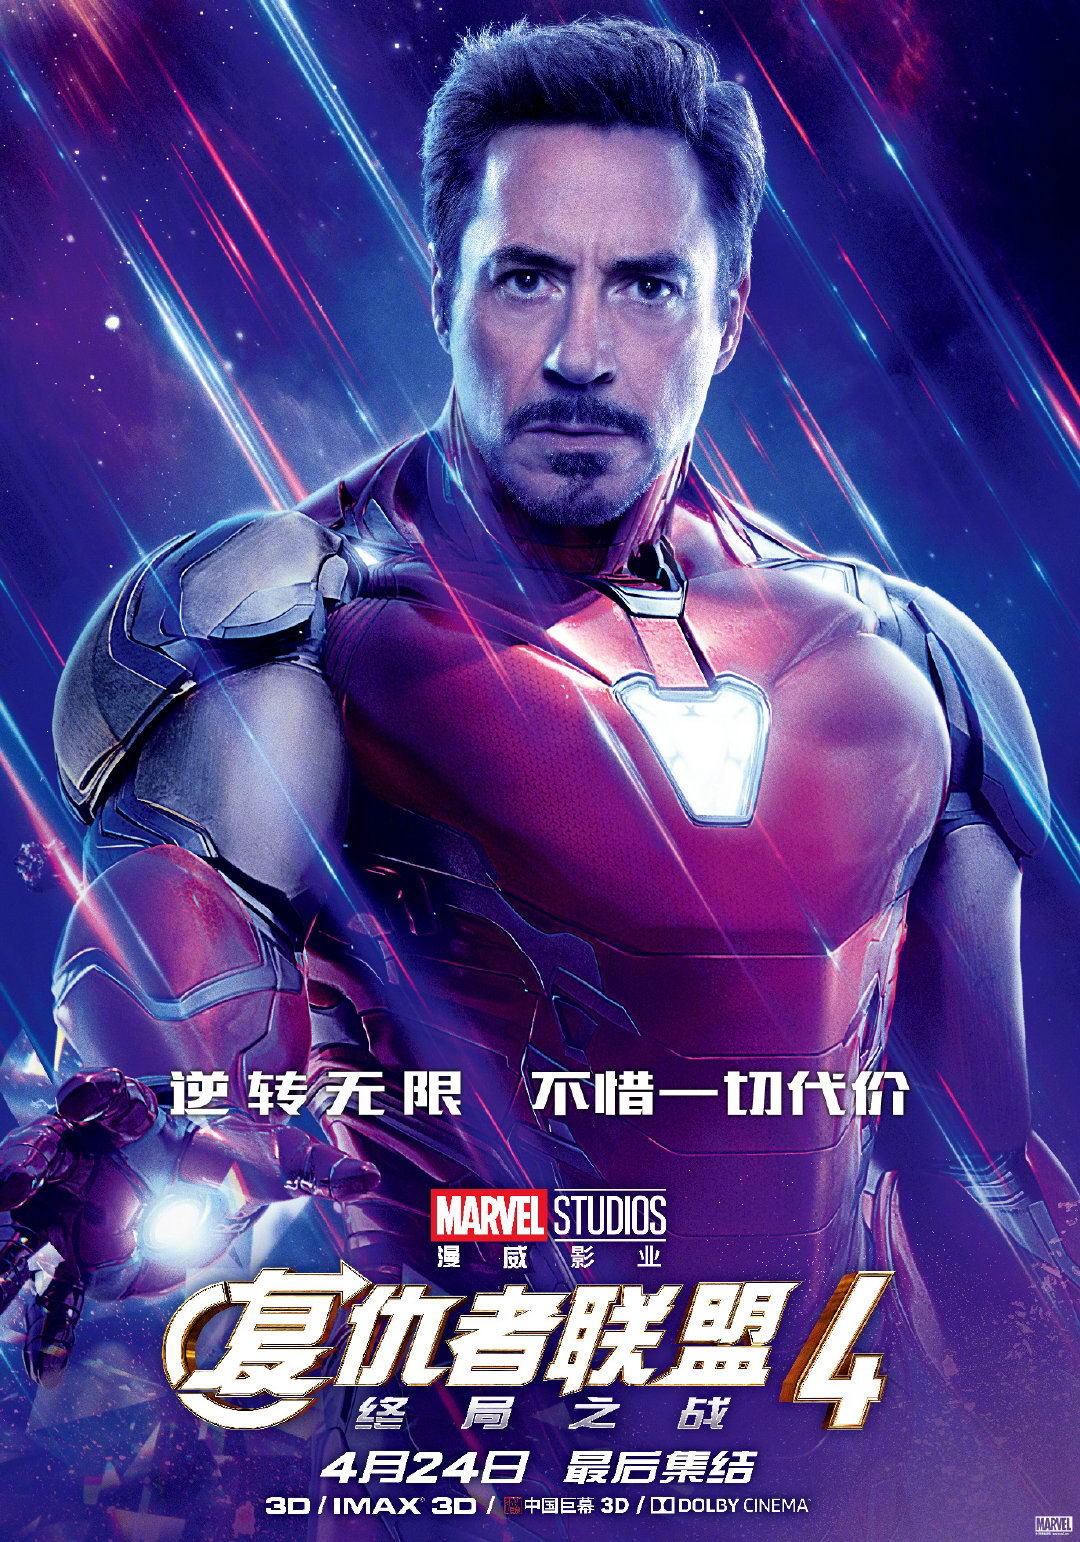 逆转无限 不惜一切代价
MARVEL STUDIOS
漫威影业
复仇者联盟4
终局之战
4月24日 最后集结
3D / IMAX® 3D / 中国巨幕 3D / DOLBY CINEMA
MARVEL